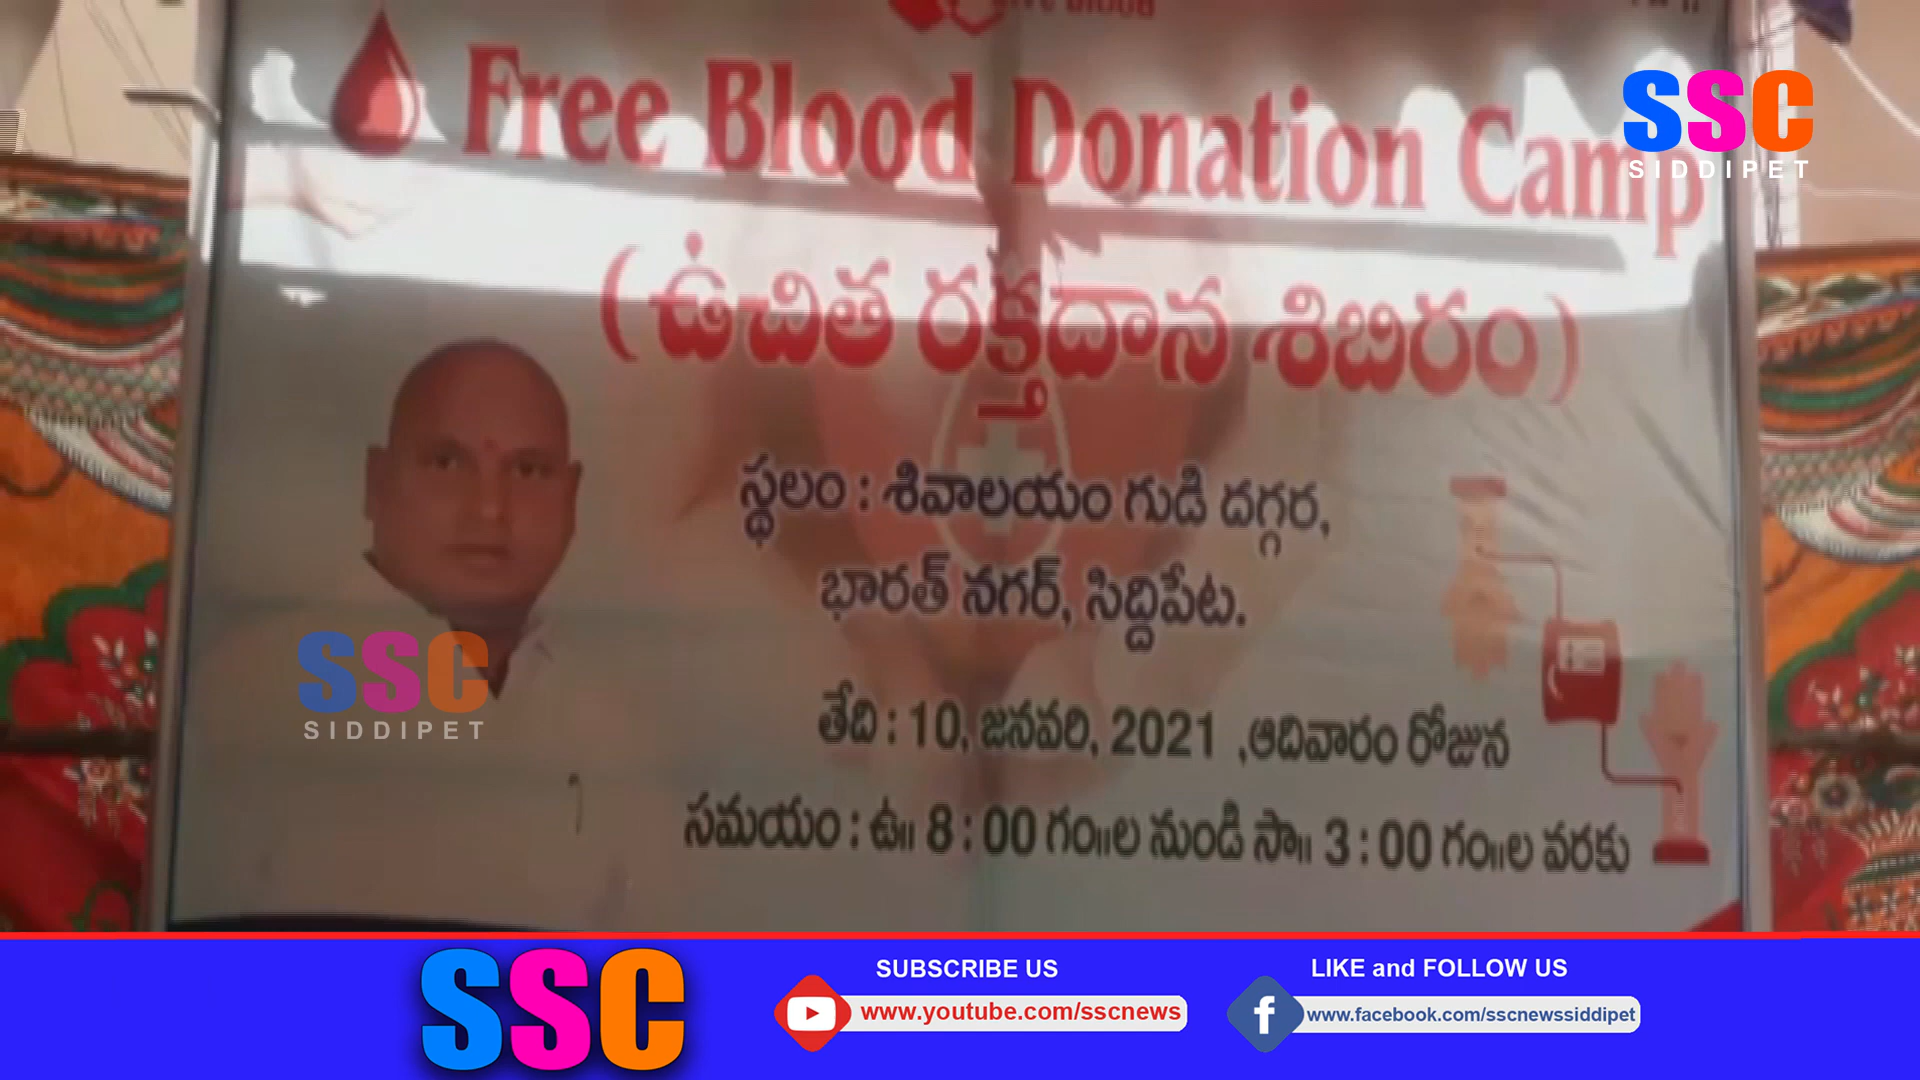 BLOOD
Free Blood Donation Camp
(ఉచిత రక్తదాన శిబిరం)
స్థలం : శివాలయం గుడి దగ్గర,
భారత్ నగర్, సిద్దిపేట.
తేది : 10, జనవరి, 2021 ,ఆదివారం రోజున
సమయం : ఉ॥ 8 : 00 గం॥ల నుండి సా॥ 3 : 00 గం॥ల వరకు
SSC
SIDDIPET
SSC
SIDDIPET
SSC
SUBSCRIBE US
www.youtube.com/sscnews
LIKE and FOLLOW US
www.facebook.com/sscnewssiddipet